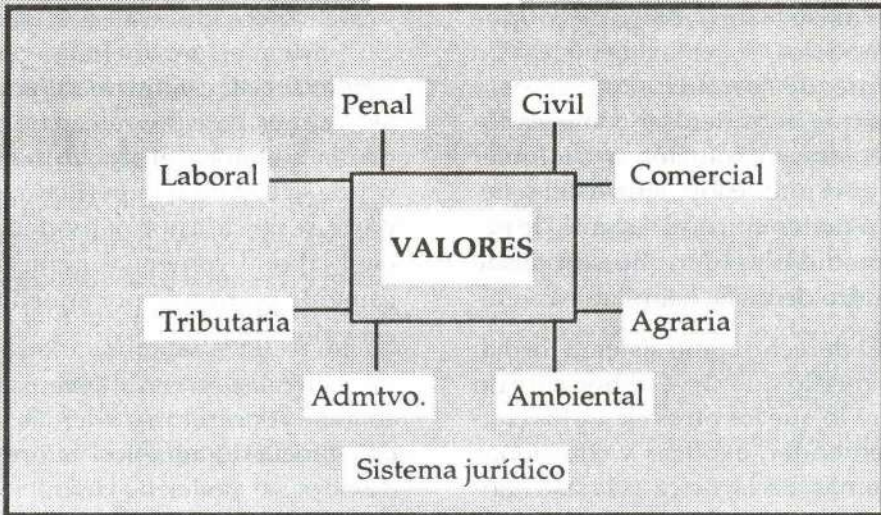 Penal Civil
Laboral Comercial
VALORES
Tributaria Agraria
Admtvo. Ambiental
Sistema jurídico